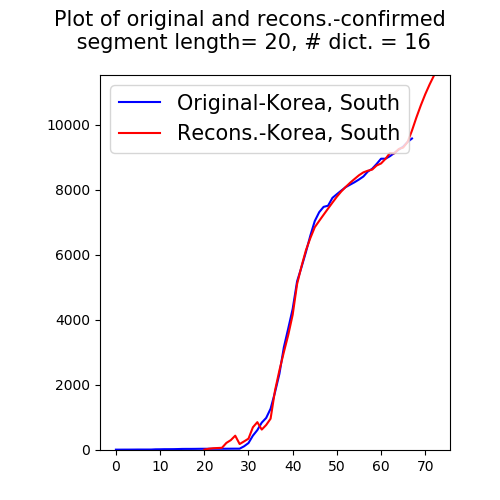 Plot of original and recons.-confirmed
segment length= 20, # dict. = 16
Original-Korea, South
Recons.-Korea, South
10000
8000
6000
4000
2000
0
0 10 20 30 40 50 60 70